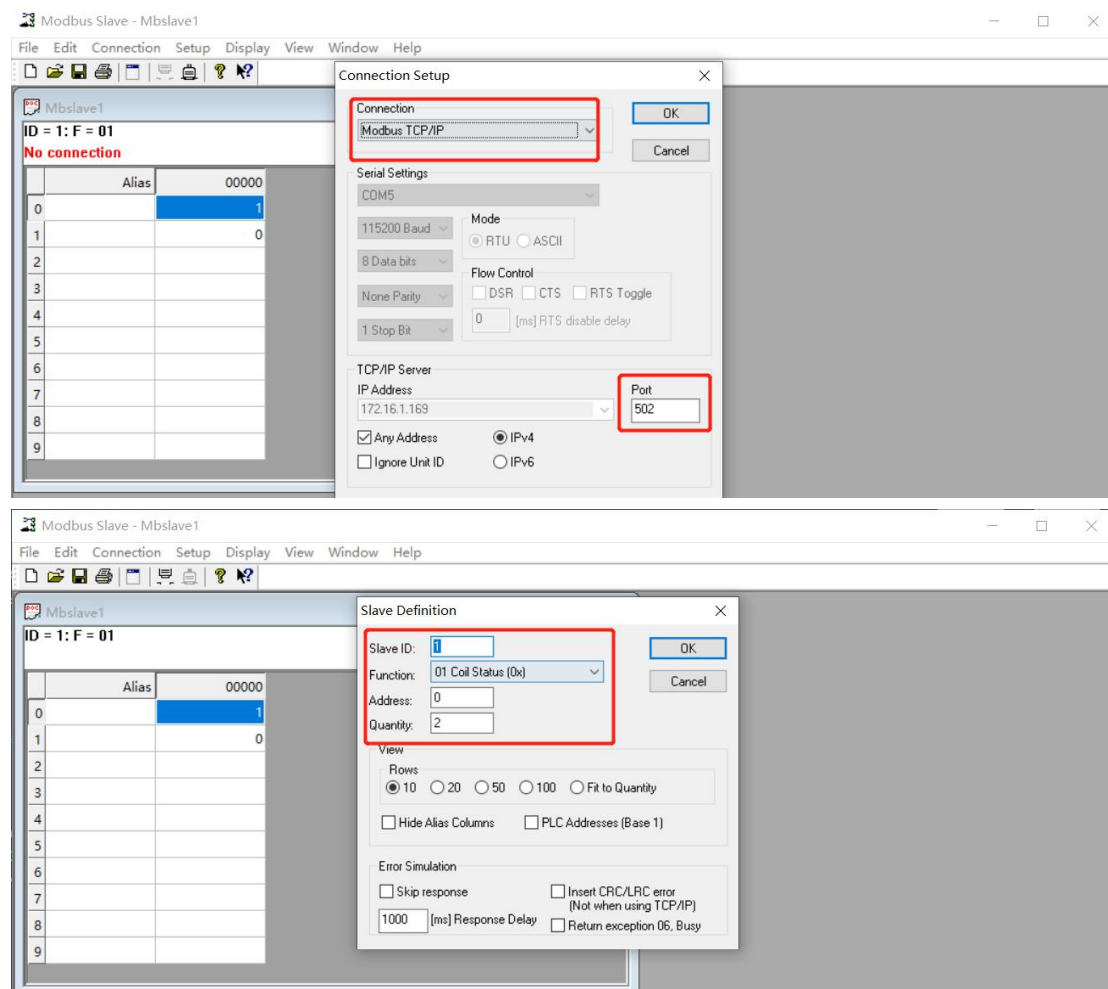 Modbus Slave - Mbslave1
File Edit Connection Setup Display View Window Help
Mbslave1
ID = 1: F = 01
No connection
Alias 00000
0 1
1 0
2
3
4
5
6
7
8
9
Connection Setup
Connection
Modbus TCP/IP
OK
Cancel
Serial Settings
COM5
115200 Baud
Mode
RTU ASCII
8 Data bits
Flow Control
DSR CTS RTS Toggle
None Parity
0 [ms] RTS disable delay
1 Stop Bit
TCP/IP Server
IP Address Port
172.16.1.169 502
Any Address IPv4
Ignore Unit ID IPv6
Modbus Slave - Mbslave1
File Edit Connection Setup Display View Window Help
Mbslave1
ID = 1: F = 01
Alias 00000
0 1
1 0
2
3
4
5
6
7
8
9
Slave Definition
Slave ID: 1
OK
Function: 01 Coil Status (0x)
Cancel
Address: 0
Quantity: 2
View
Rows
10 20 50 100 Fit to Quantity
Hide Alias Columns PLC Addresses (Base 1)
Error Simulation
Skip response Insert CRC/LRC error
(Not when using TCP/IP)
1000 [ms] Response Delay Return exception 06, Busy